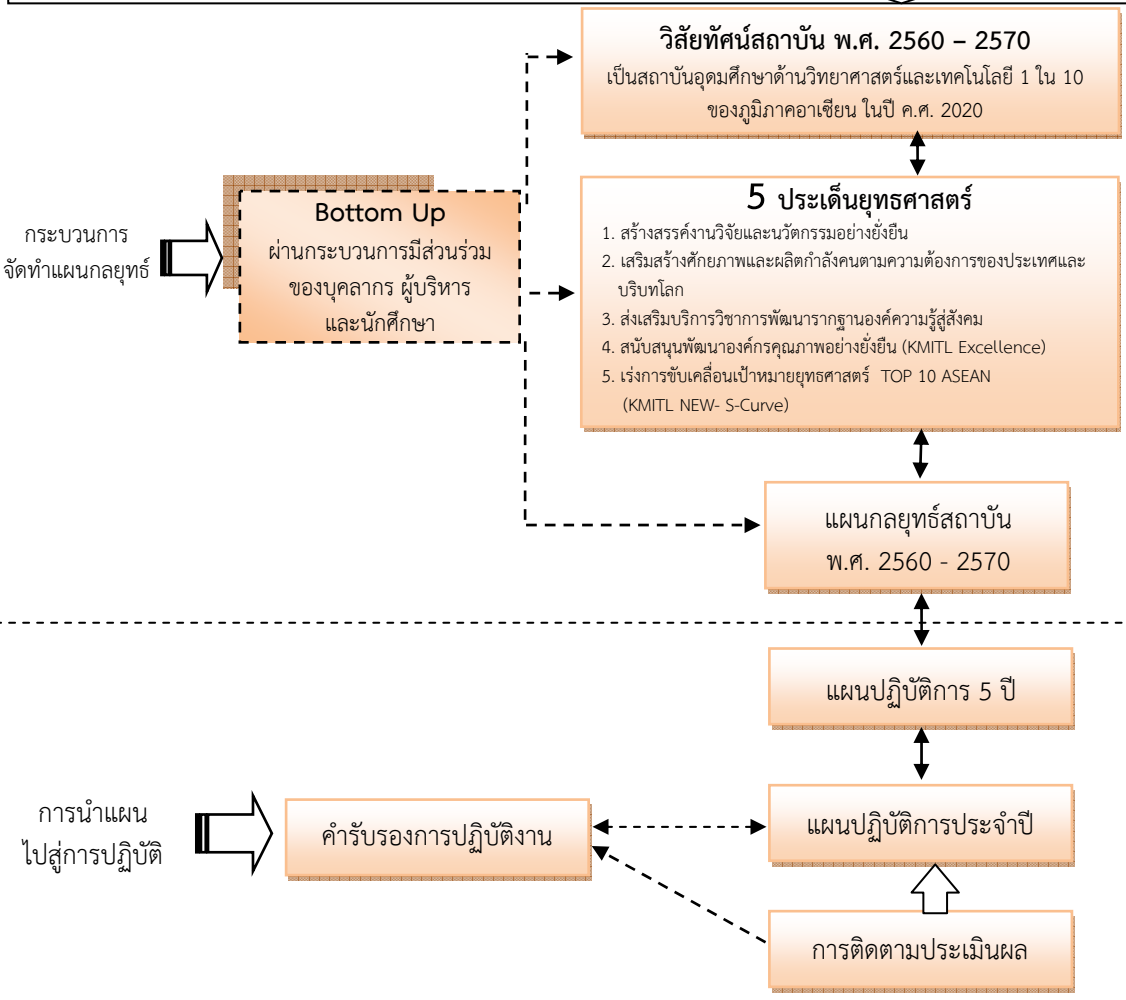 วิสัยทัศน์สถาบัน พ.ศ. 2560 – 2570
เป็นสถาบันอุดมศึกษาด้านวิทยาศาสตร์และเทคโนโลยี 1 ใน 10
ของภูมิภาคอาเซียน ในปี ค.ศ. 2020
กระบวนการ
จัดทำแผนกลยุทธ์
Bottom Up
ผ่านกระบวนการมีส่วนร่วม
ของบุคลากร ผู้บริหาร
และนักศึกษา
5 ประเด็นยุทธศาสตร์
1. สร้างสรรค์งานวิจัยและนวัตกรรมอย่างยั่งยืน
2. เสริมสร้างศักยภาพและผลิตกำลังคนตามความต้องการของประเทศและ
บริบทโลก
3. ส่งเสริมบริการวิชาการพัฒนารากฐานองค์ความรู้สู่สังคม
4. สนับสนุนพัฒนาองค์กรคุณภาพอย่างยั่งยืน (KMITL Excellence)
5. เร่งการขับเคลื่อนเป้าหมายยุทธศาสตร์ TOP 10 ASEAN
(KMITL NEW- S-Curve)
แผนกลยุทธ์สถาบัน
พ.ศ. 2560 - 2570
แผนปฏิบัติการ 5 ปี
การนำแผน
ไปสู่การปฏิบัติ
คำรับรองการปฏิบัติงาน
แผนปฏิบัติการประจำปี
การติดตามประเมินผล